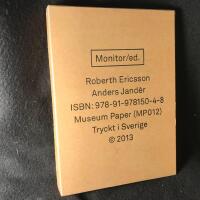 Monitor/ed.
Roberth Ericsson
Anders Jandér
ISBN: 978-91-978150-4-8
Museum Paper (MP012)
Tryckt i Sverige
© 2013